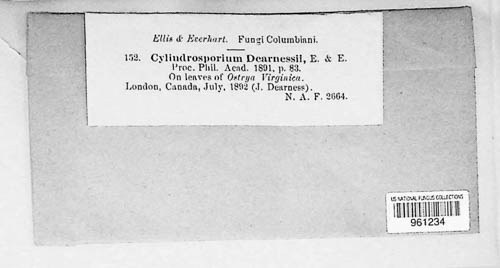 Ellis & Everhart. Fungi Columbiani.
152. Cylindrosporium Dearnessii, E. & E.
Proc. Phil. Acad. 1891, p. 83.
On leaves of Ostrya Virginica.
London, Canada, July, 1892 (J. Dearness).
N. A. F. 2664.
US NATIONAL FUNGUS COLLECTIONS
961234